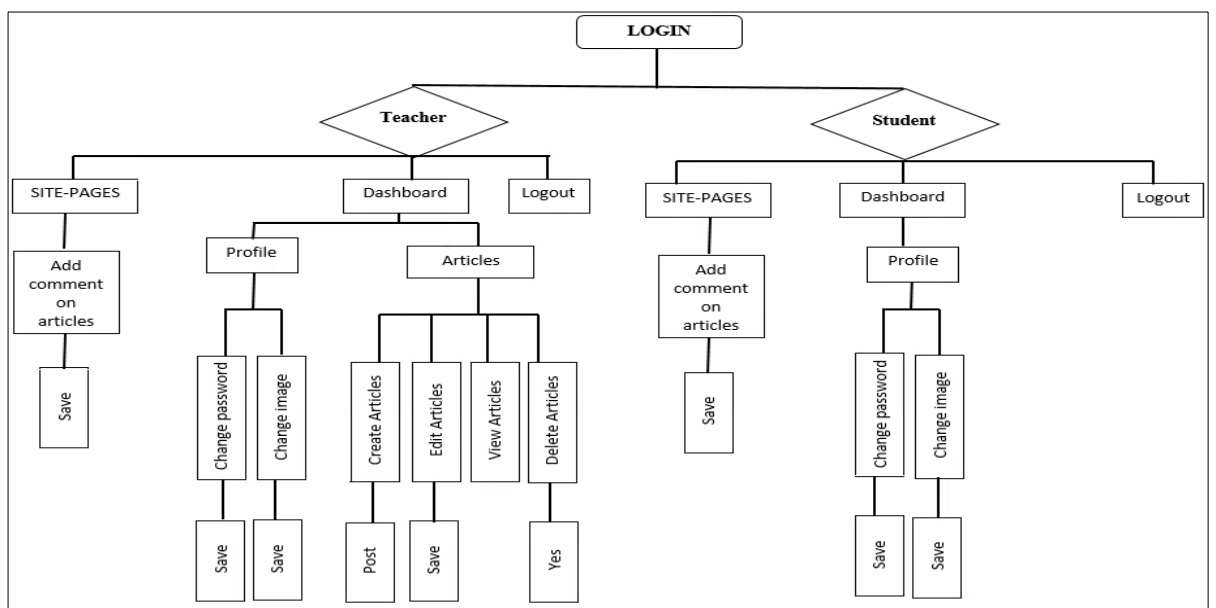 LOGIN
Teacher
Student
SITE-PAGES
Dashboard
Logout
SITE-PAGES
Dashboard
Logout
Profile
Articles
Profile
Add
comment
on
articles
Add
comment
on
articles
Save
Change password
Change image
Create Articles
Edit Articles
View Articles
Delete Articles
Save
Change password
Change image
Save
Save
Post
Save
Yes
Save
Save